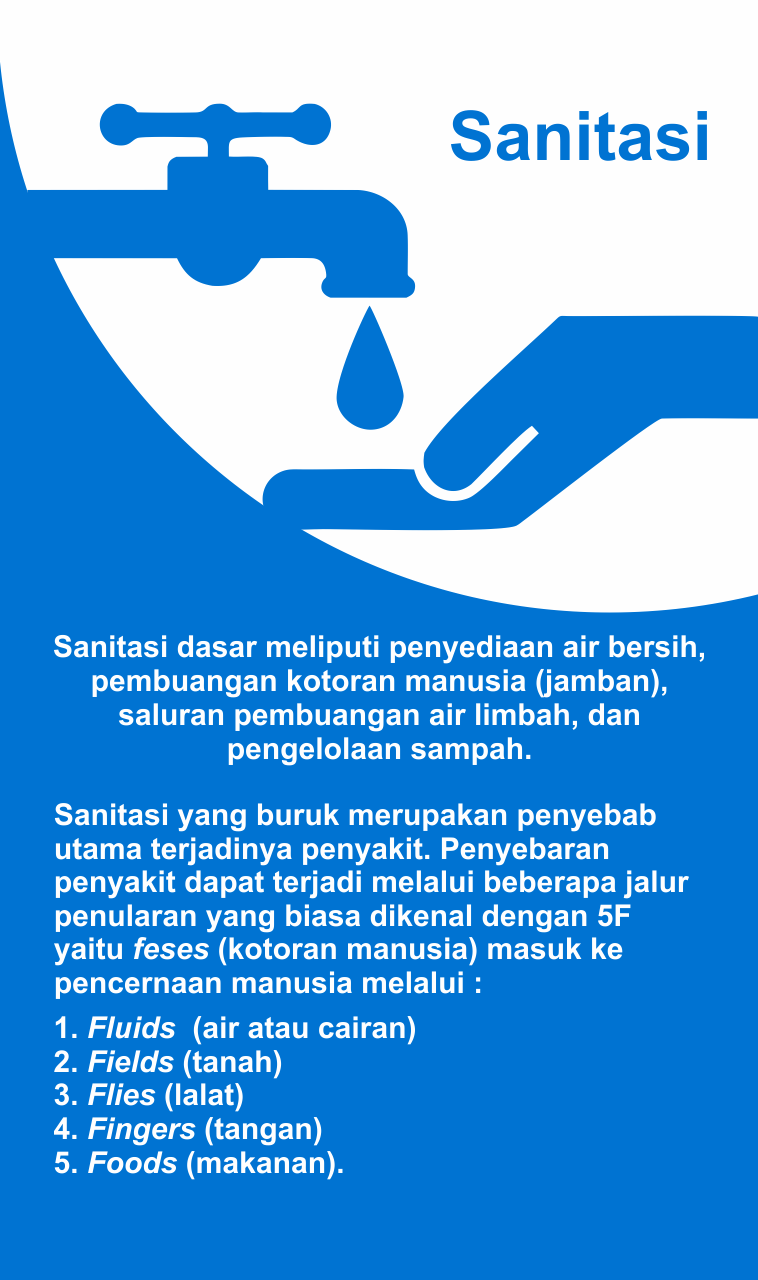 Sanitasi
Sanitasi dasar meliputi penyediaan air bersih,
pembuangan kotoran manusia (jamban),
saluran pembuangan air limbah, dan
pengelolaan sampah.
Sanitasi yang buruk merupakan penyebab
utama terjadinya penyakit. Penyebaran
penyakit dapat terjadi melalui beberapa jalur
penularan yang biasa dikenal dengan 5F
yaitu feses (kotoran manusia) masuk ke
pencernaan manusia melalui :
1. Fluids  (air atau cairan)
2. Fields (tanah)
3. Flies (lalat)
4. Fingers (tangan)
5. Foods (makanan).